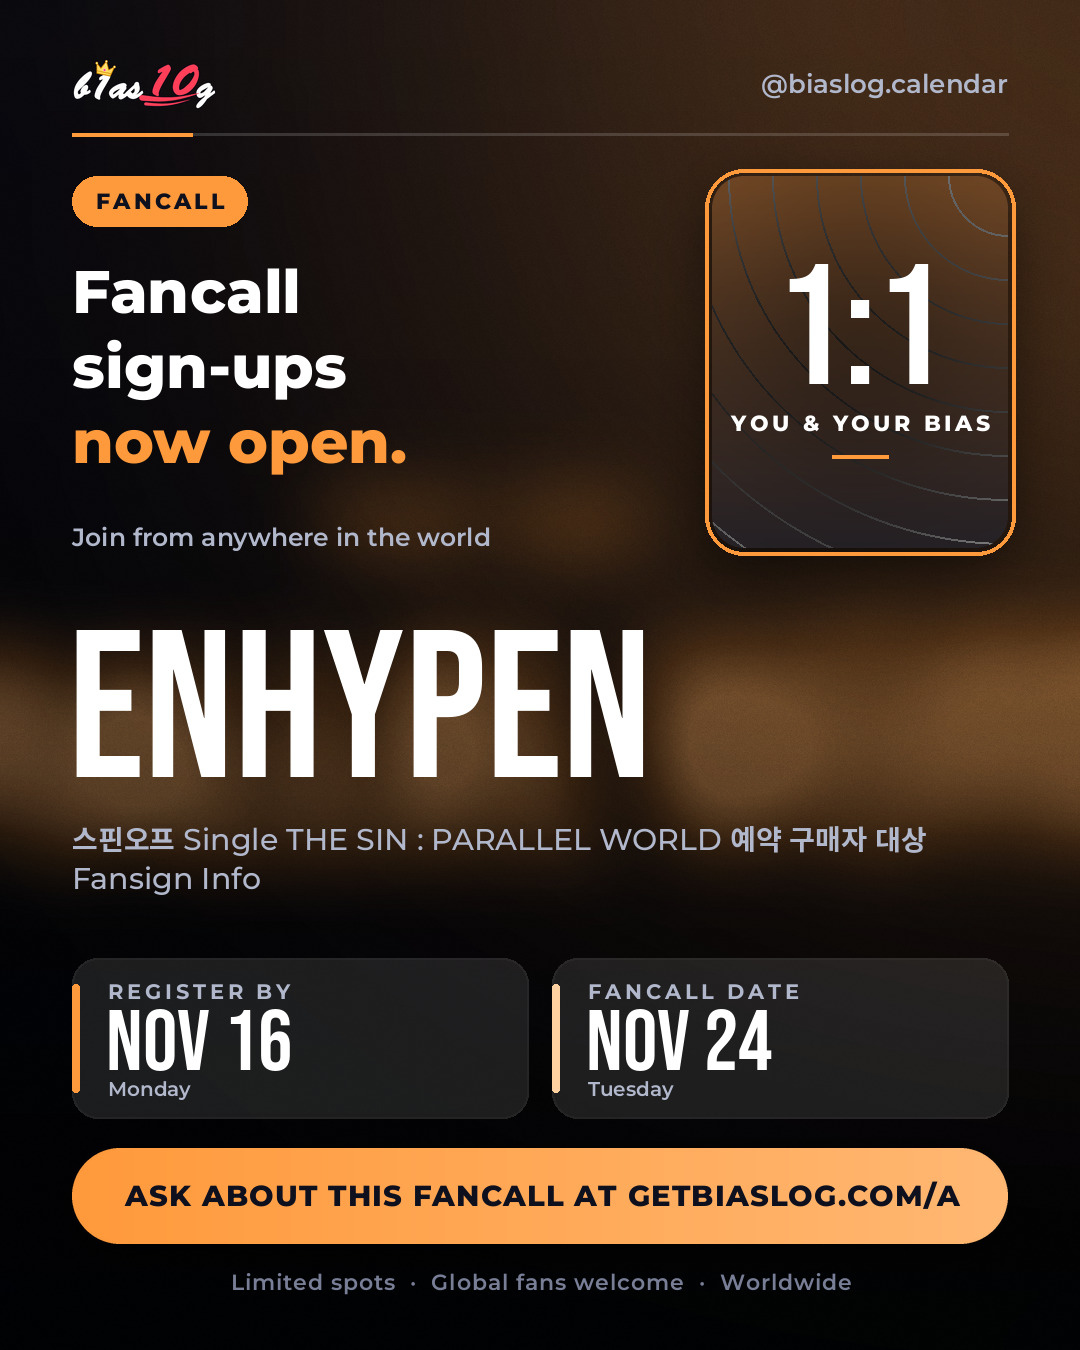 b1as10g
@biaslog.calendar
FANCALL
Fancall
sign-ups
now open.
Join from anywhere in the world
1:1
YOU & YOUR BIAS
ENHYPEN
스핀오프 Single THE SIN : PARALLEL WORLD 예약 구매자 대상
Fansign Info
REGISTER BY
NOV 16
Monday
FANCALL DATE
NOV 24
Tuesday
ASK ABOUT THIS FANCALL AT GETBIASLOG.COM/A
Limited spots · Global fans welcome · Worldwide